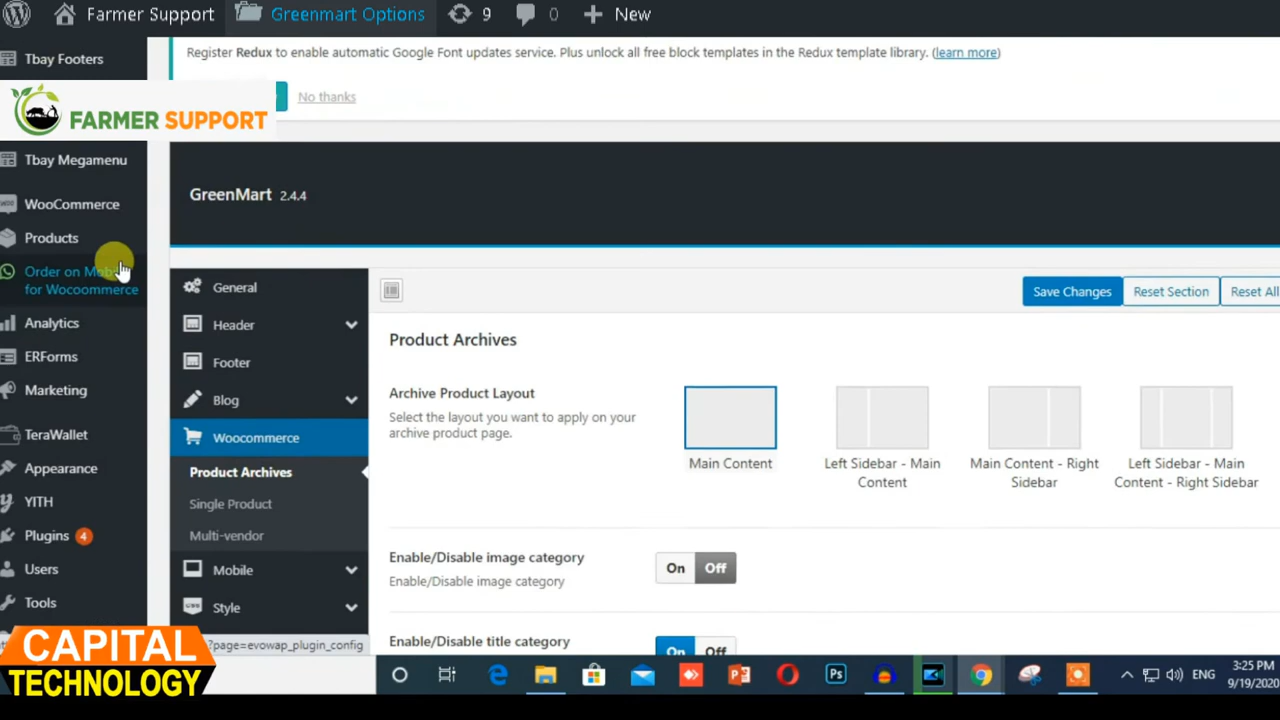 Farmer Support
Greenmart Options
9
0
New
Tbay Footers
Register Redux to enable automatic Google Font updates service. Plus unlock all free block templates in the Redux template library. (learn more)
No thanks
FARMER SUPPORT
Tbay Megamenu
WooCommerce
Products
Order on Mob
for Wocoommerce
Analytics
ERForms
Marketing
TeraWallet
Appearance
YITH
Plugins 4
Users
Tools
GreenMart 2.4.4
General
Header
Footer
Blog
Woocommerce
Product Archives
Single Product
Multi-vendor
Mobile
Style
Save Changes
Reset Section
Reset All
Product Archives
Archive Product Layout
Select the layout you want to apply on your
archive product page.
Main Content
Left Sidebar - Main
Content
Main Content - Right
Sidebar
Left Sidebar - Main
Content - Right Sidebar
Enable/Disable image category
Enable/Disable image category
On Off
Enable/Disable title category
On Off
?page=evowap_plugin_config
CAPITAL
TECHNOLOGY
Ps
ENG
3:25 PM
9/19/2020